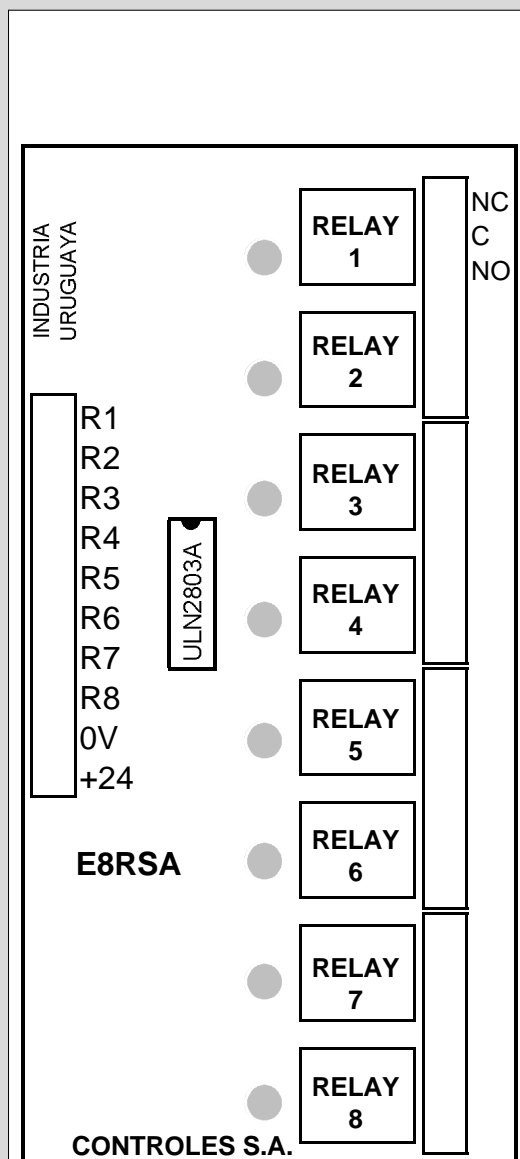 INDUSTRIA
URUGUAYA
R1
R2
R3
R4
R5
R6
R7
R8
0V
+24
ULN2803A
E8RSA
RELAY
1
RELAY
2
RELAY
3
RELAY
4
RELAY
5
RELAY
6
RELAY
7
RELAY
8
NC
C
NO
CONTROLES S.A.